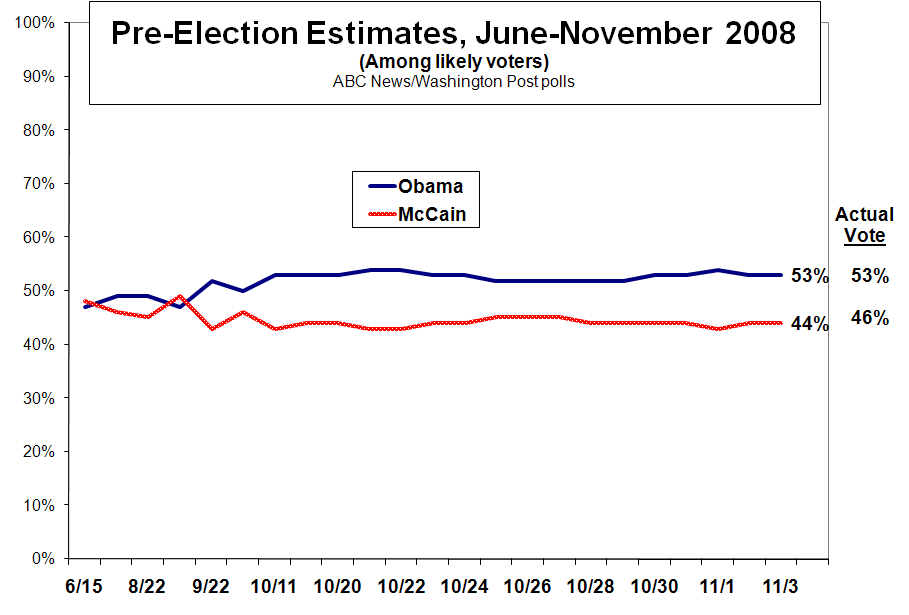 Pre-Election Estimates, June-November 2008
(Among likely voters)
ABC News/Washington Post polls
100%
90%
80%
70%
60%
50%
40%
30%
20%
10%
0%
Obama
McCain
Actual
Vote
53%
53%
44%
46%
6/15 8/22 9/22 10/11 10/20 10/22 10/24 10/26 10/28 10/30 11/1 11/3